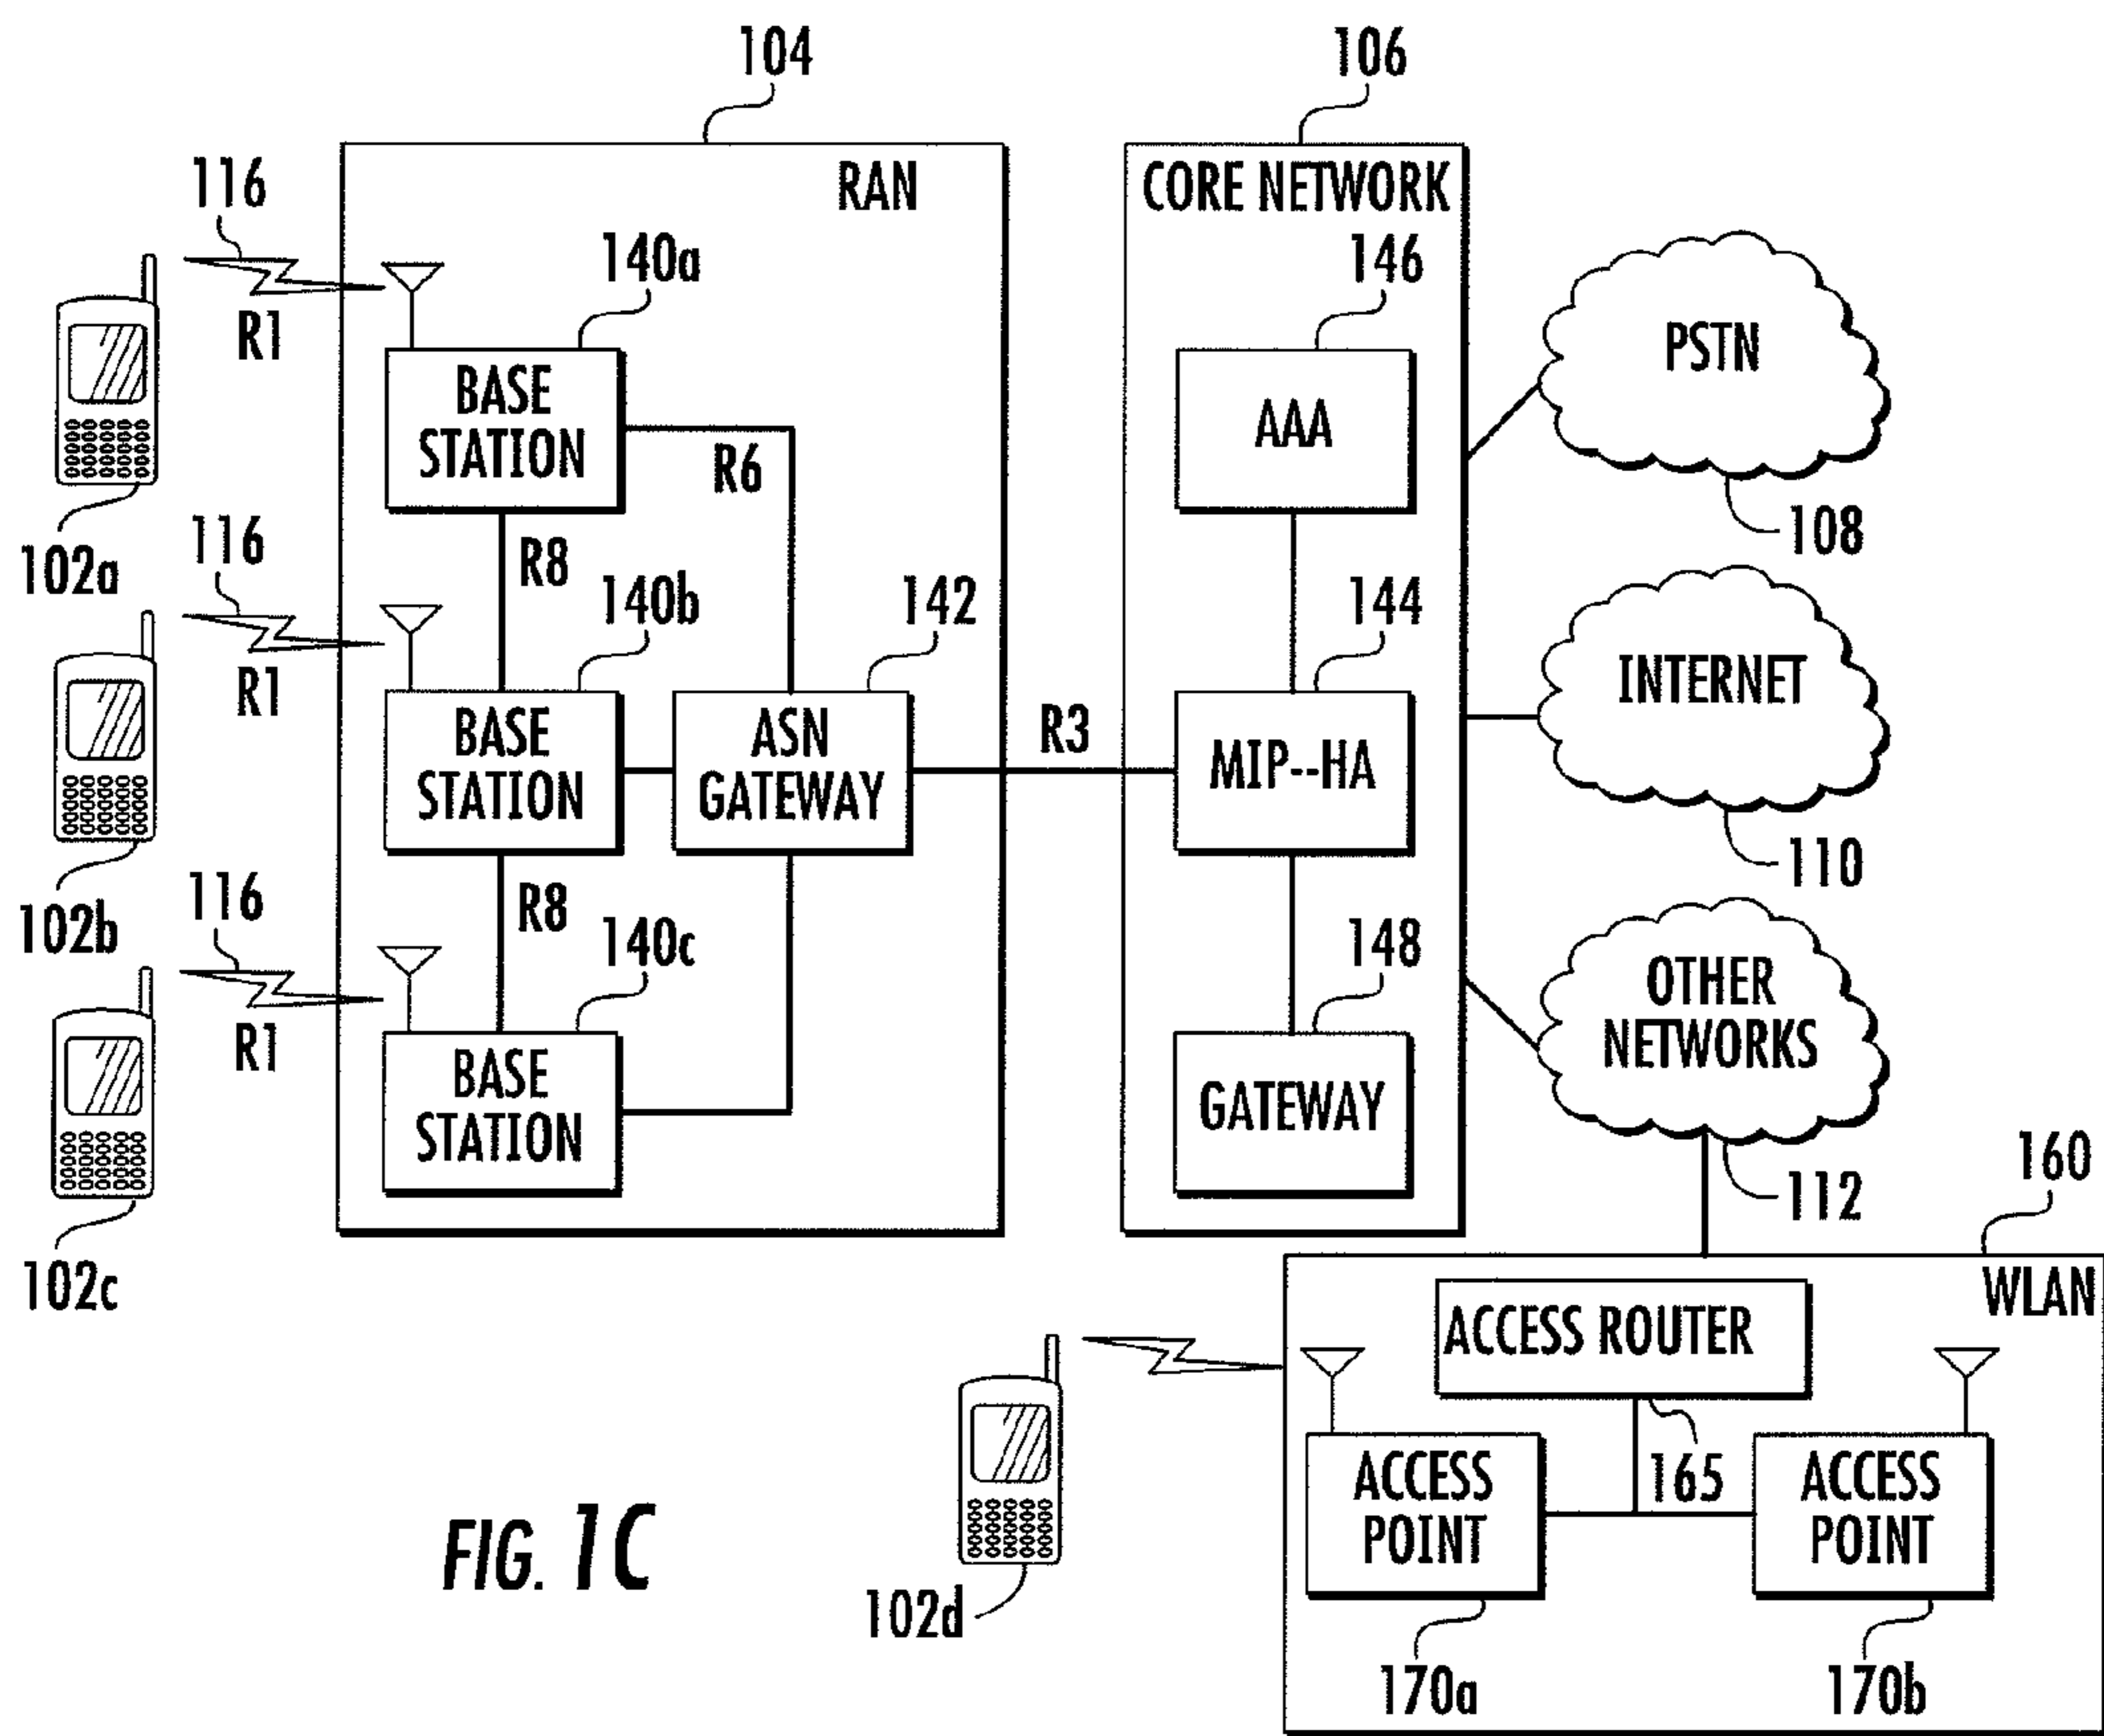 104
106
116
RAN
CORE NETWORK
140a
146
R1
BASE
STATION
AAA
PSTN
R6
102a
116
R8
108
140b
142
144
R1
BASE
STATION
ASN
GATEWAY
R3
MIP--HA
INTERNET
102b
116
R8
110
140c
148
R1
BASE
STATION
GATEWAY
OTHER
NETWORKS
102c
112
160
WLAN
ACCESS ROUTER
165
ACCESS
POINT
ACCESS
POINT
102d
170a
170b
FIG. 1C